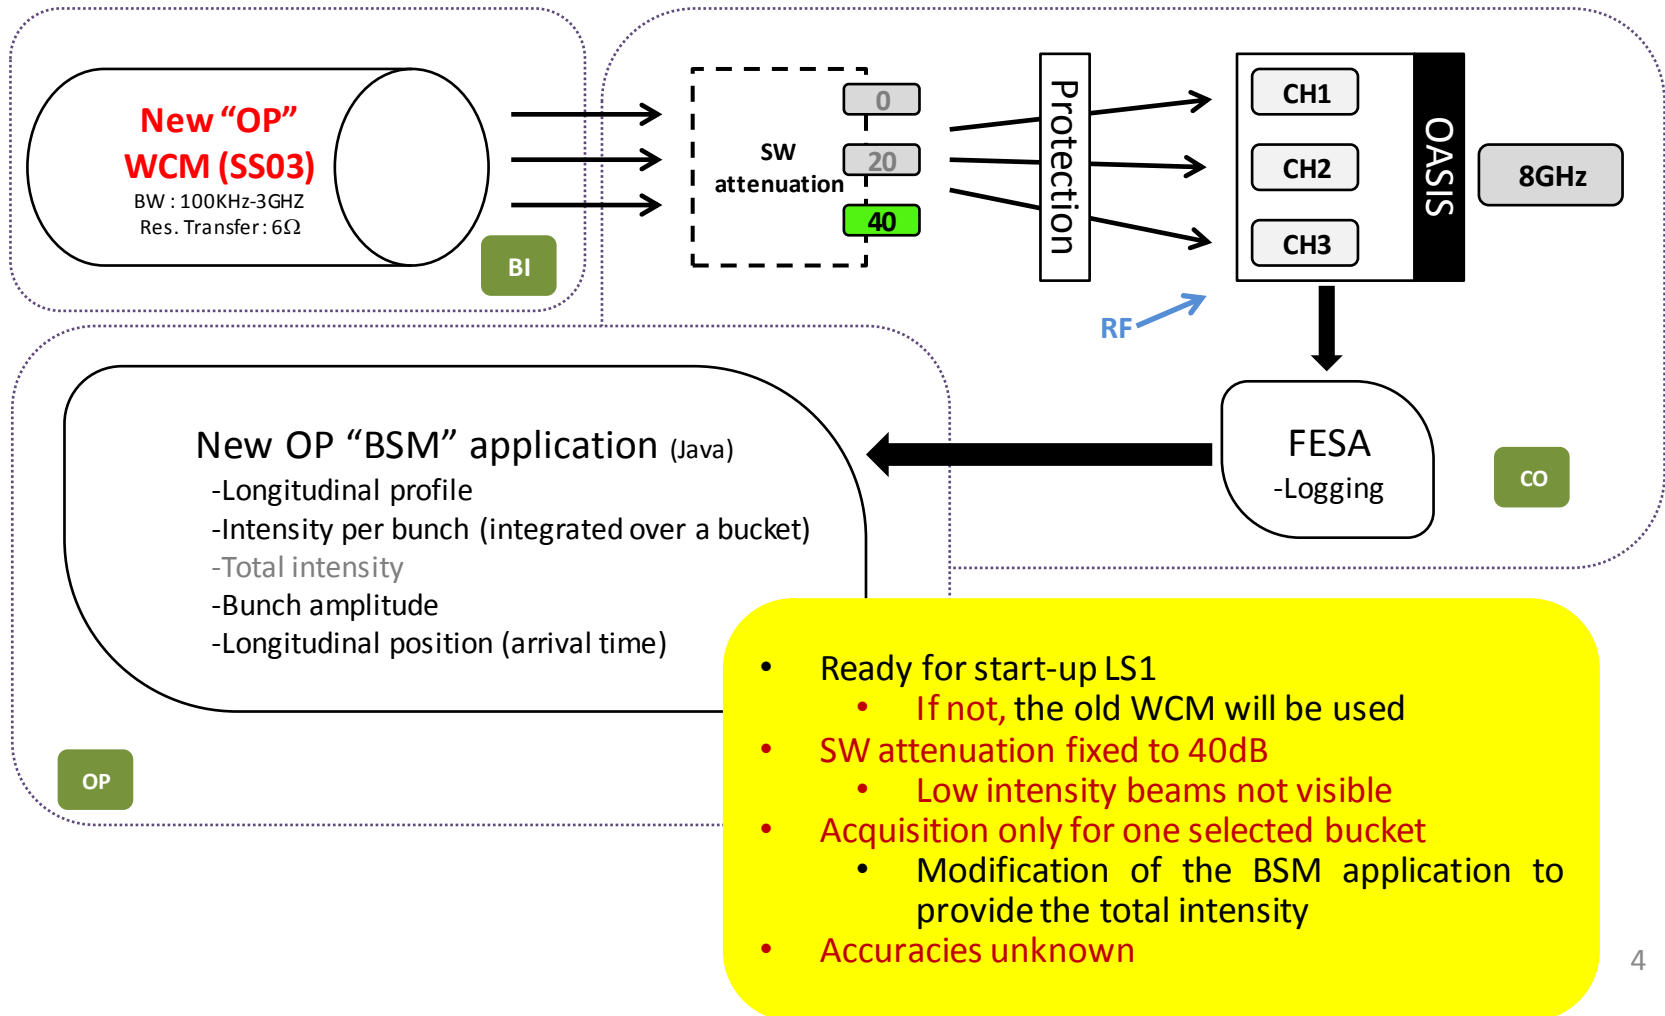 New “OP”
WCM (SS03)
BW : 100KHz-3GHZ
Res. Transfer : 6Ω
BI
SW
attenuation
0
20
40
Protection
CH1
CH2
CH3
OASIS
8GHz
RF
FESA
-Logging
CO
New OP “BSM” application (Java)
-Longitudinal profile
-Intensity per bunch (integrated over a bucket)
-Total intensity
-Bunch amplitude
-Longitudinal position (arrival time)
OP
• Ready for start-up LS1
• If not, the old WCM will be used
• SW attenuation fixed to 40dB
• Low intensity beams not visible
• Acquisition only for one selected bucket
• Modification of the BSM application to
provide the total intensity
• Accuracies unknown
4